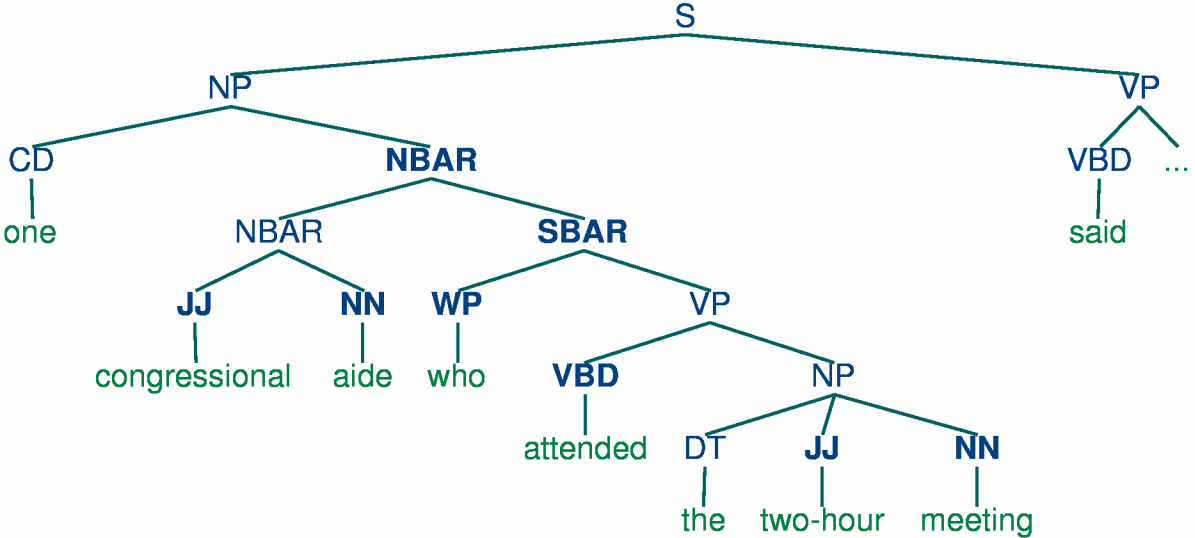 S
NP VP
CD NBAR VBD ...
one NBAR SBAR said
JJ NN WP VP
congressional aide who VBD NP
attended DT JJ NN
the two-hour meeting